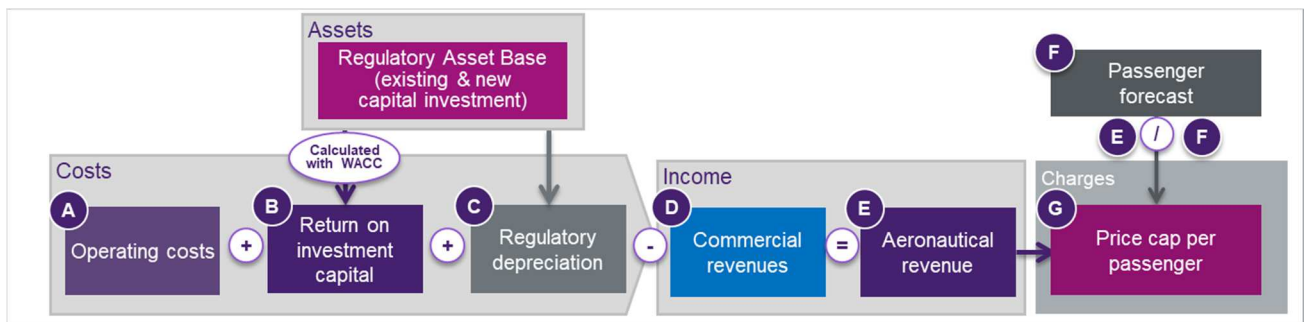 Assets
Regulatory Asset Base
(existing & new
capital investment)
F
Passenger
forecast
E / F
Calculated
with WACC
Costs
A
Operating costs
+
B
Return on
investment
capital
+
C
Regulatory
depreciation
-
Income
D
Commercial
revenues
=
E
Aeronautical
revenue
Charges
G
Price cap per
passenger